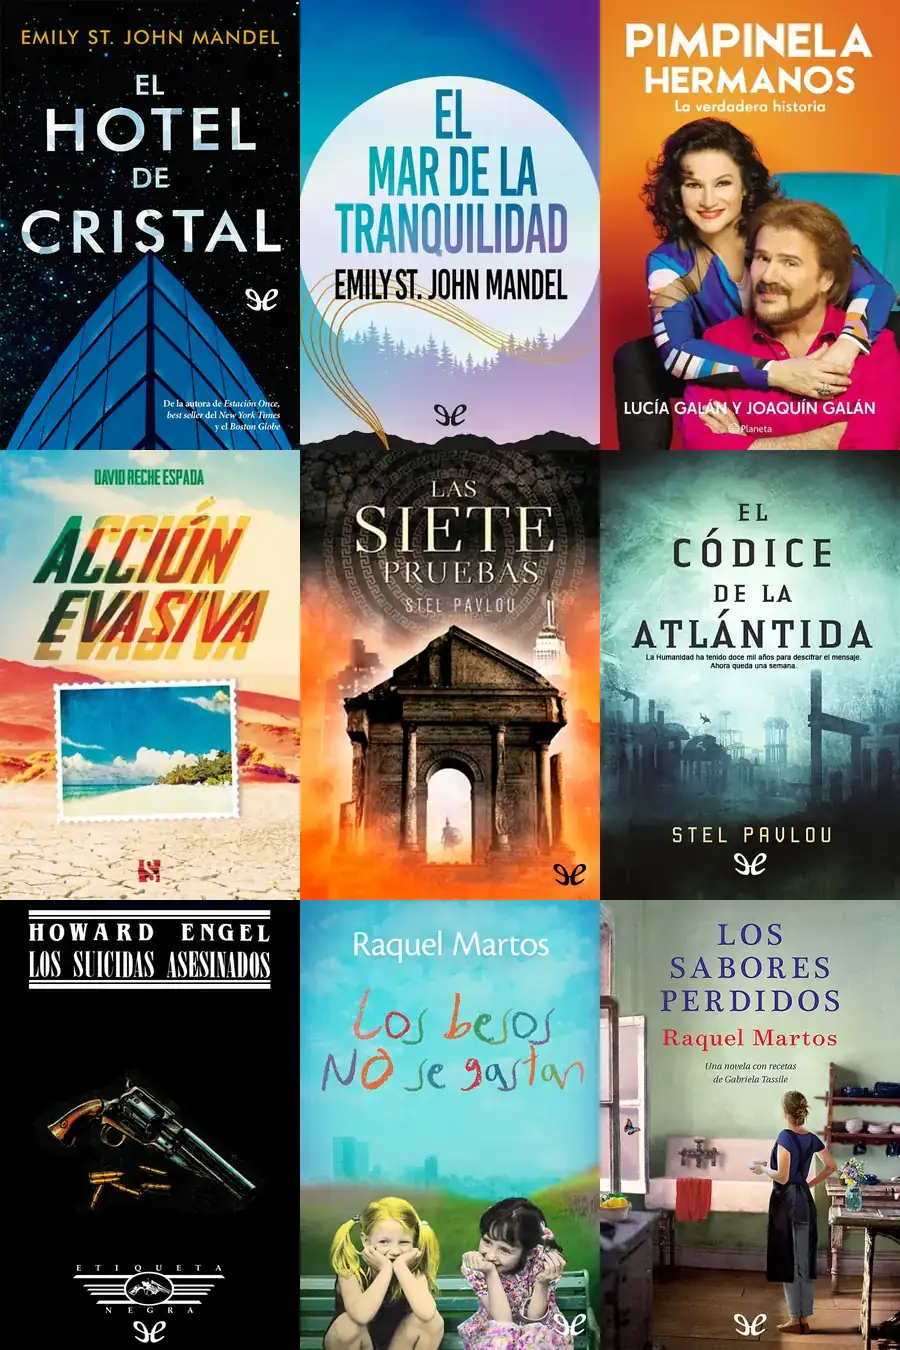 EMILY ST. JOHN MANDEL
EL
HOTEL
DE
CRISTAL
De la autora de Estación Once,
best seller del New York Times
y el Boston Globe
EL
MAR DE LA
TRANQUILIDAD
EMILY ST. JOHN MANDEL
PIMPINELA
HERMANOS
La verdadera historia
LUCÍA GALÁN Y JOAQUÍN GALÁN
Planeta
DAVID RECHE ESPADA
ACCIÓN
EVASIVA
LAS
SIETE
PRUEBAS
STEL PAVLOU
EL
CÓDICE
DE LA
ATLÁNTIDA
La Humanidad ha tenido doce mil años para descifrar el mensaje.
Ahora queda una semana.
STEL PAVLOU
HOWARD ENGEL
LOS SUICIDAS ASESINADOS
ETIQUETA
NEGRA
Raquel Martos
Los besos
NO se gastan
LOS
SABORES
PERDIDOS
Raquel Martos
Una novela con recetas
de Gabriela Tassile